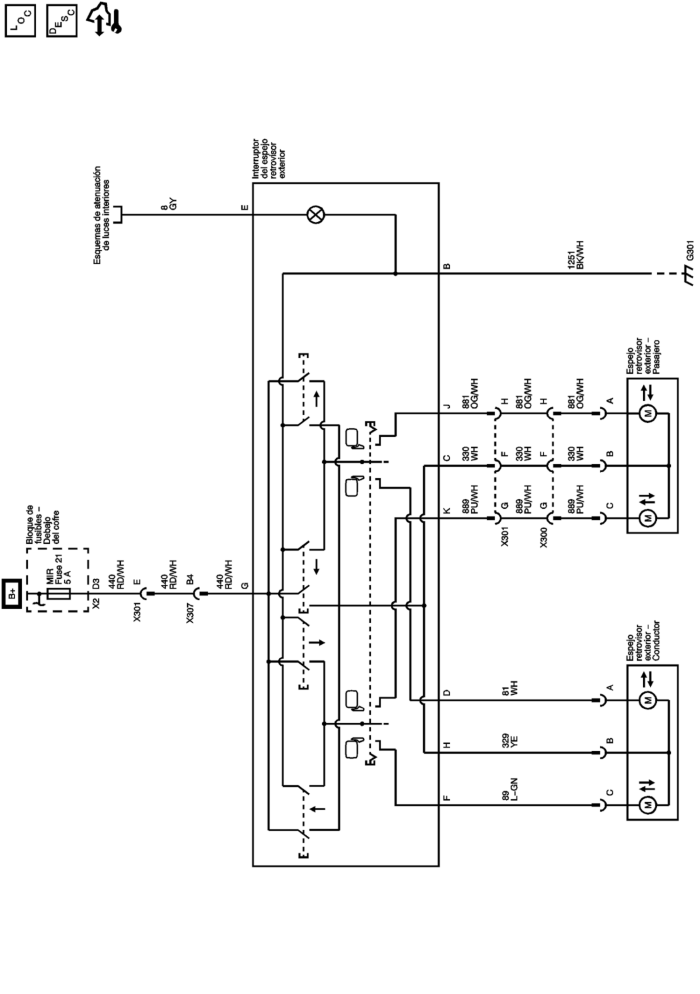 LOC
DESC
B+
Bloque de
fusibles –
Debajo
del cofre
MIR
Fuse 21
5 A
D3
X2
440
RD/WH
E
X301
440
RD/WH
B4
X307
440
RD/WH
G
Esquemas de atenuación
de luces interiores
8
GY
E
Interruptor
del espejo
retrovisor
exterior
F
H
D
K
C
J
B
89
L–GN
329
YE
81
WH
889
PU/WH
330
WH
881
OG/WH
1251
BK/WH
X301
G
F
H
889
PU/WH
330
WH
881
OG/WH
X300
G
F
H
889
PU/WH
330
WH
881
OG/WH
C
B
A
C
B
A
Espejo
retrovisor
exterior –
Conductor
M
M
Espejo
retrovisor
exterior –
Pasajero
M
M
G301